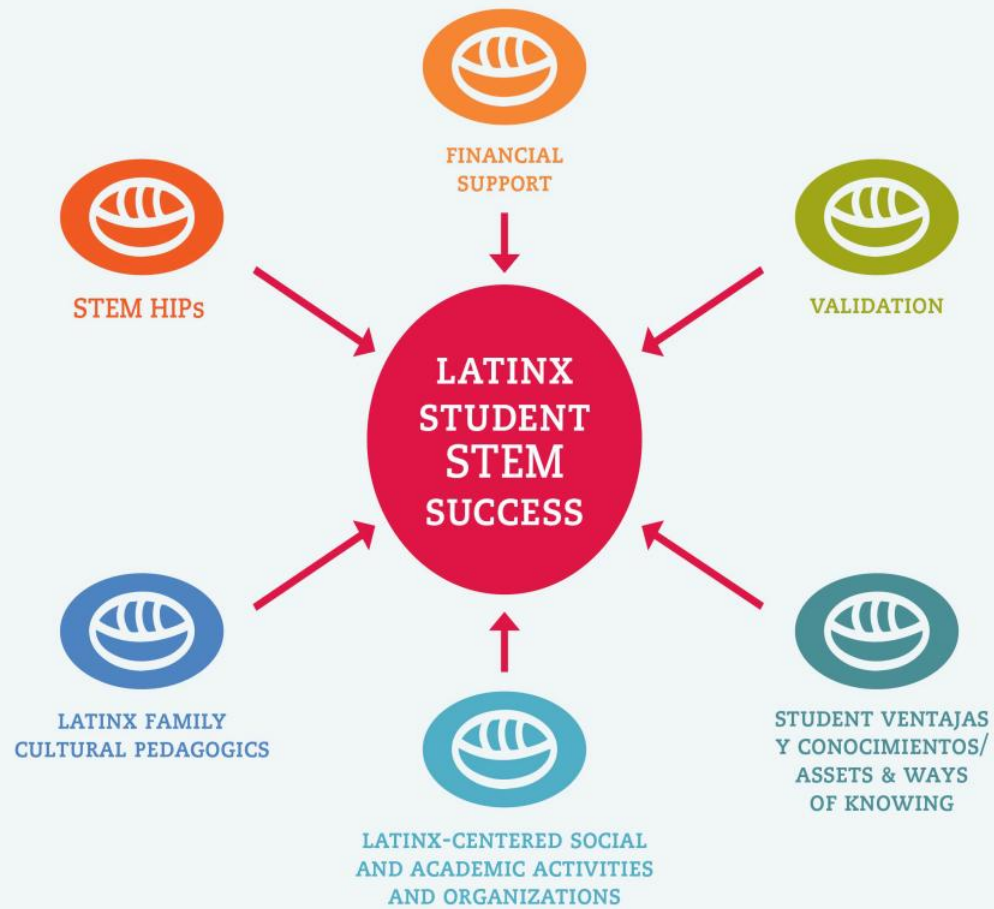 FINANCIAL
SUPPORT
STEM HIPs
VALIDATION
LATINX
STUDENT
STEM
SUCCESS
LATINX FAMILY
CULTURAL PEDAGOGICS
STUDENT VENTAJAS
Y CONOCIMIENTOS/
ASSETS & WAYS
OF KNOWING
LATINX-CENTERED SOCIAL
AND ACADEMIC ACTIVITIES
AND ORGANIZATIONS